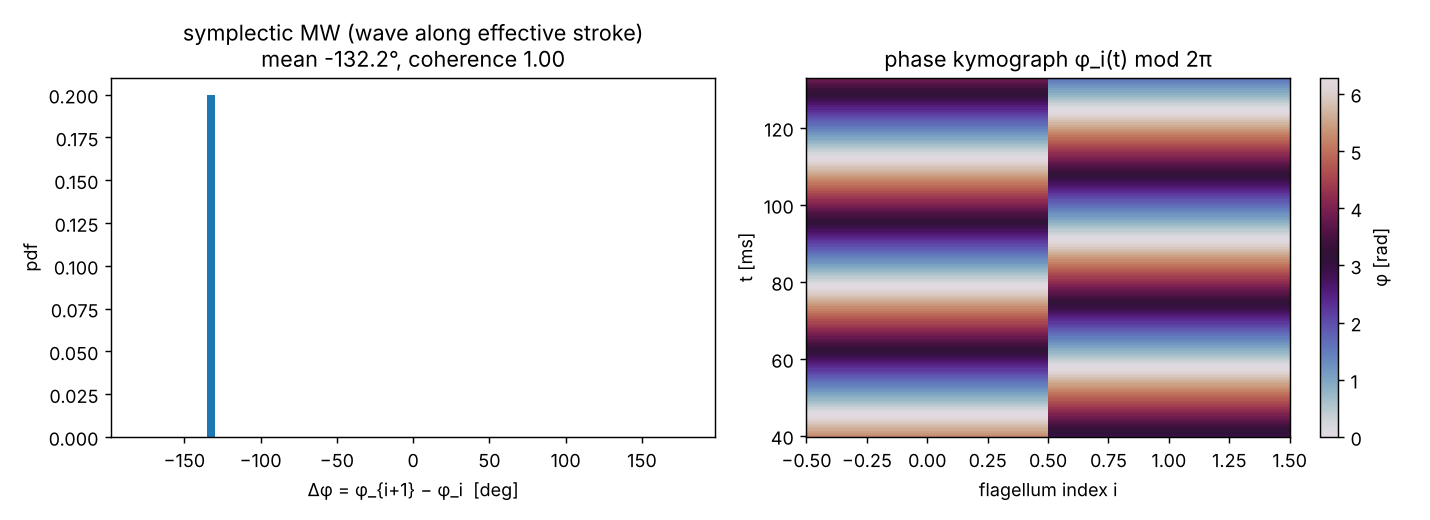 symplectic MW (wave along effective stroke)
mean -132.2°, coherence 1.00
0.200
0.175
0.150
0.125
0.100
0.075
0.050
0.025
0.000
pdf
−150 −100 −50 0 50 100 150
Δφ = φ_{i+1} − φ_i [deg]
phase kymograph φ_i(t) mod 2π
120
100
80
60
40
t [ms]
−0.50 −0.25 0.00 0.25 0.50 0.75 1.00 1.25 1.50
flagellum index i
6
5
4
3
2
1
0
φ [rad]